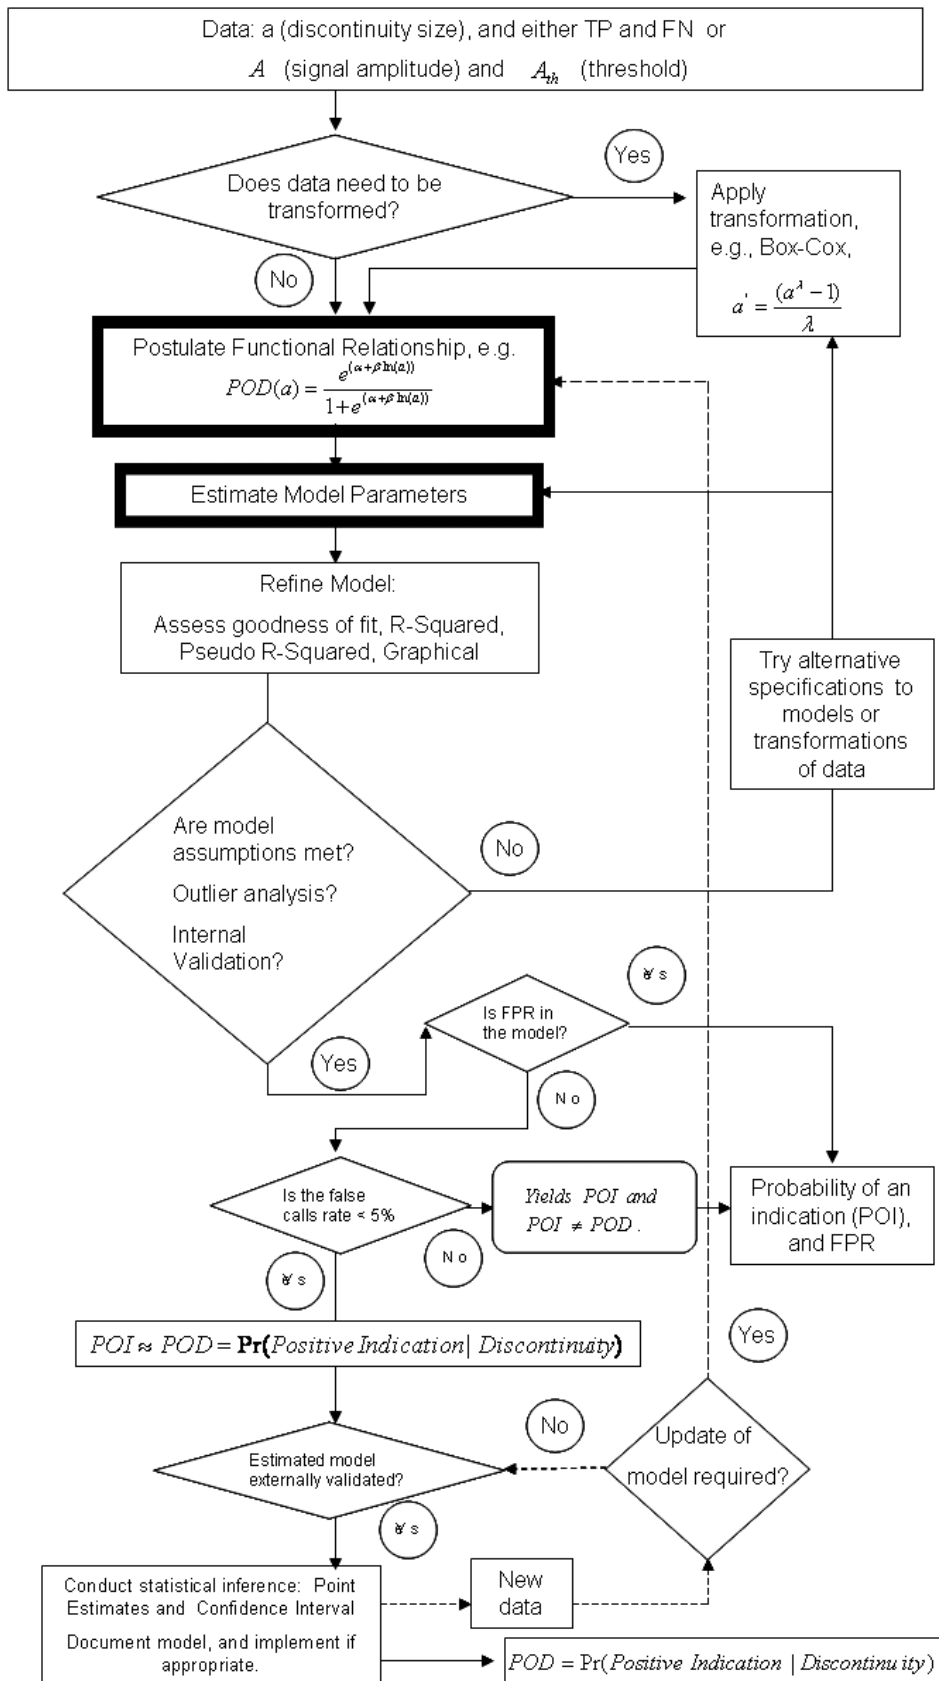 Data: a (discontinuity size), and either TP and FN or
A (signal amplitude) and A_th (threshold)
Does data need to be
transformed?
Yes
Apply
transformation,
e.g., Box-Cox,
a' = (a^λ − 1) / λ
No
Postulate Functional Relationship, e.g.
POD(a) = e^(α+β ln(a)) / 1+e^(α+β ln(a))
Estimate Model Parameters
Refine Model:
Assess goodness of fit, R-Squared,
Pseudo R-Squared, Graphical
Try alternative
specifications to
models or
transformations
of data
Are model
assumptions met?
Outlier analysis?
Internal
Validation?
No
Yes
Is FPR in
the model?
Yes
No
Is the false
calls rate < 5%
No
Yes
Yields POI and
POI ≠ POD .
Probability of an
indication (POI),
and FPR
POI ≈ POD = Pr(Positive Indication | Discontinuity)
Yes
No
Update of
model required?
Estimated model
externally validated?
Yes
Conduct statistical inference: Point
Estimates and Confidence Interval
Document model, and implement if
appropriate.
New
data
POD = Pr(Positive Indication | Discontinuity)